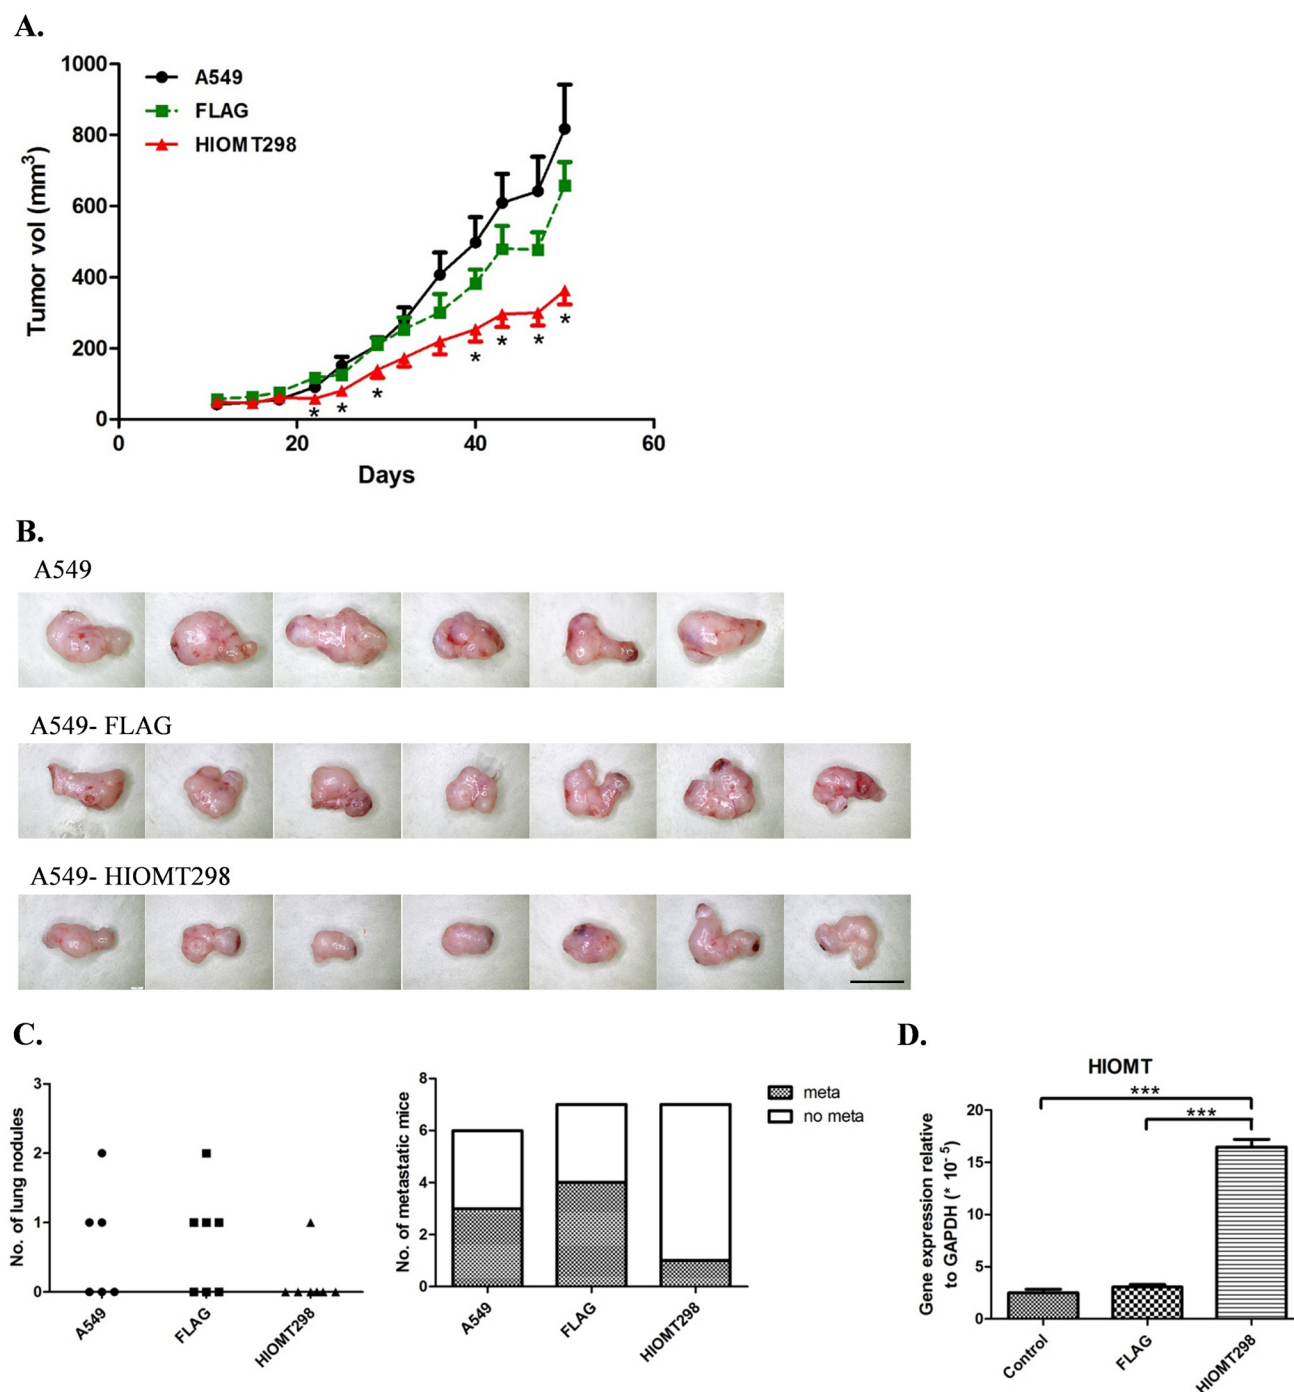 A.
1000
800
600
400
200
0
Tumor vol (mm³)
A549
FLAG
HIOMT298
* * * * * * *
0 20 40 60
Days
B.
A549
A549- FLAG
A549- HIOMT298
C.
No. of lung nodules
3
2
1
0
A549
FLAG
HIOMT298
No. of metastatic mice
8
6
4
2
0
A549
FLAG
HIOMT298
meta
no meta
D.
HIOMT
***
***
Gene expression relative
to GAPDH (* 10⁻⁵)
20
15
10
5
0
Control
FLAG
HIOMT298